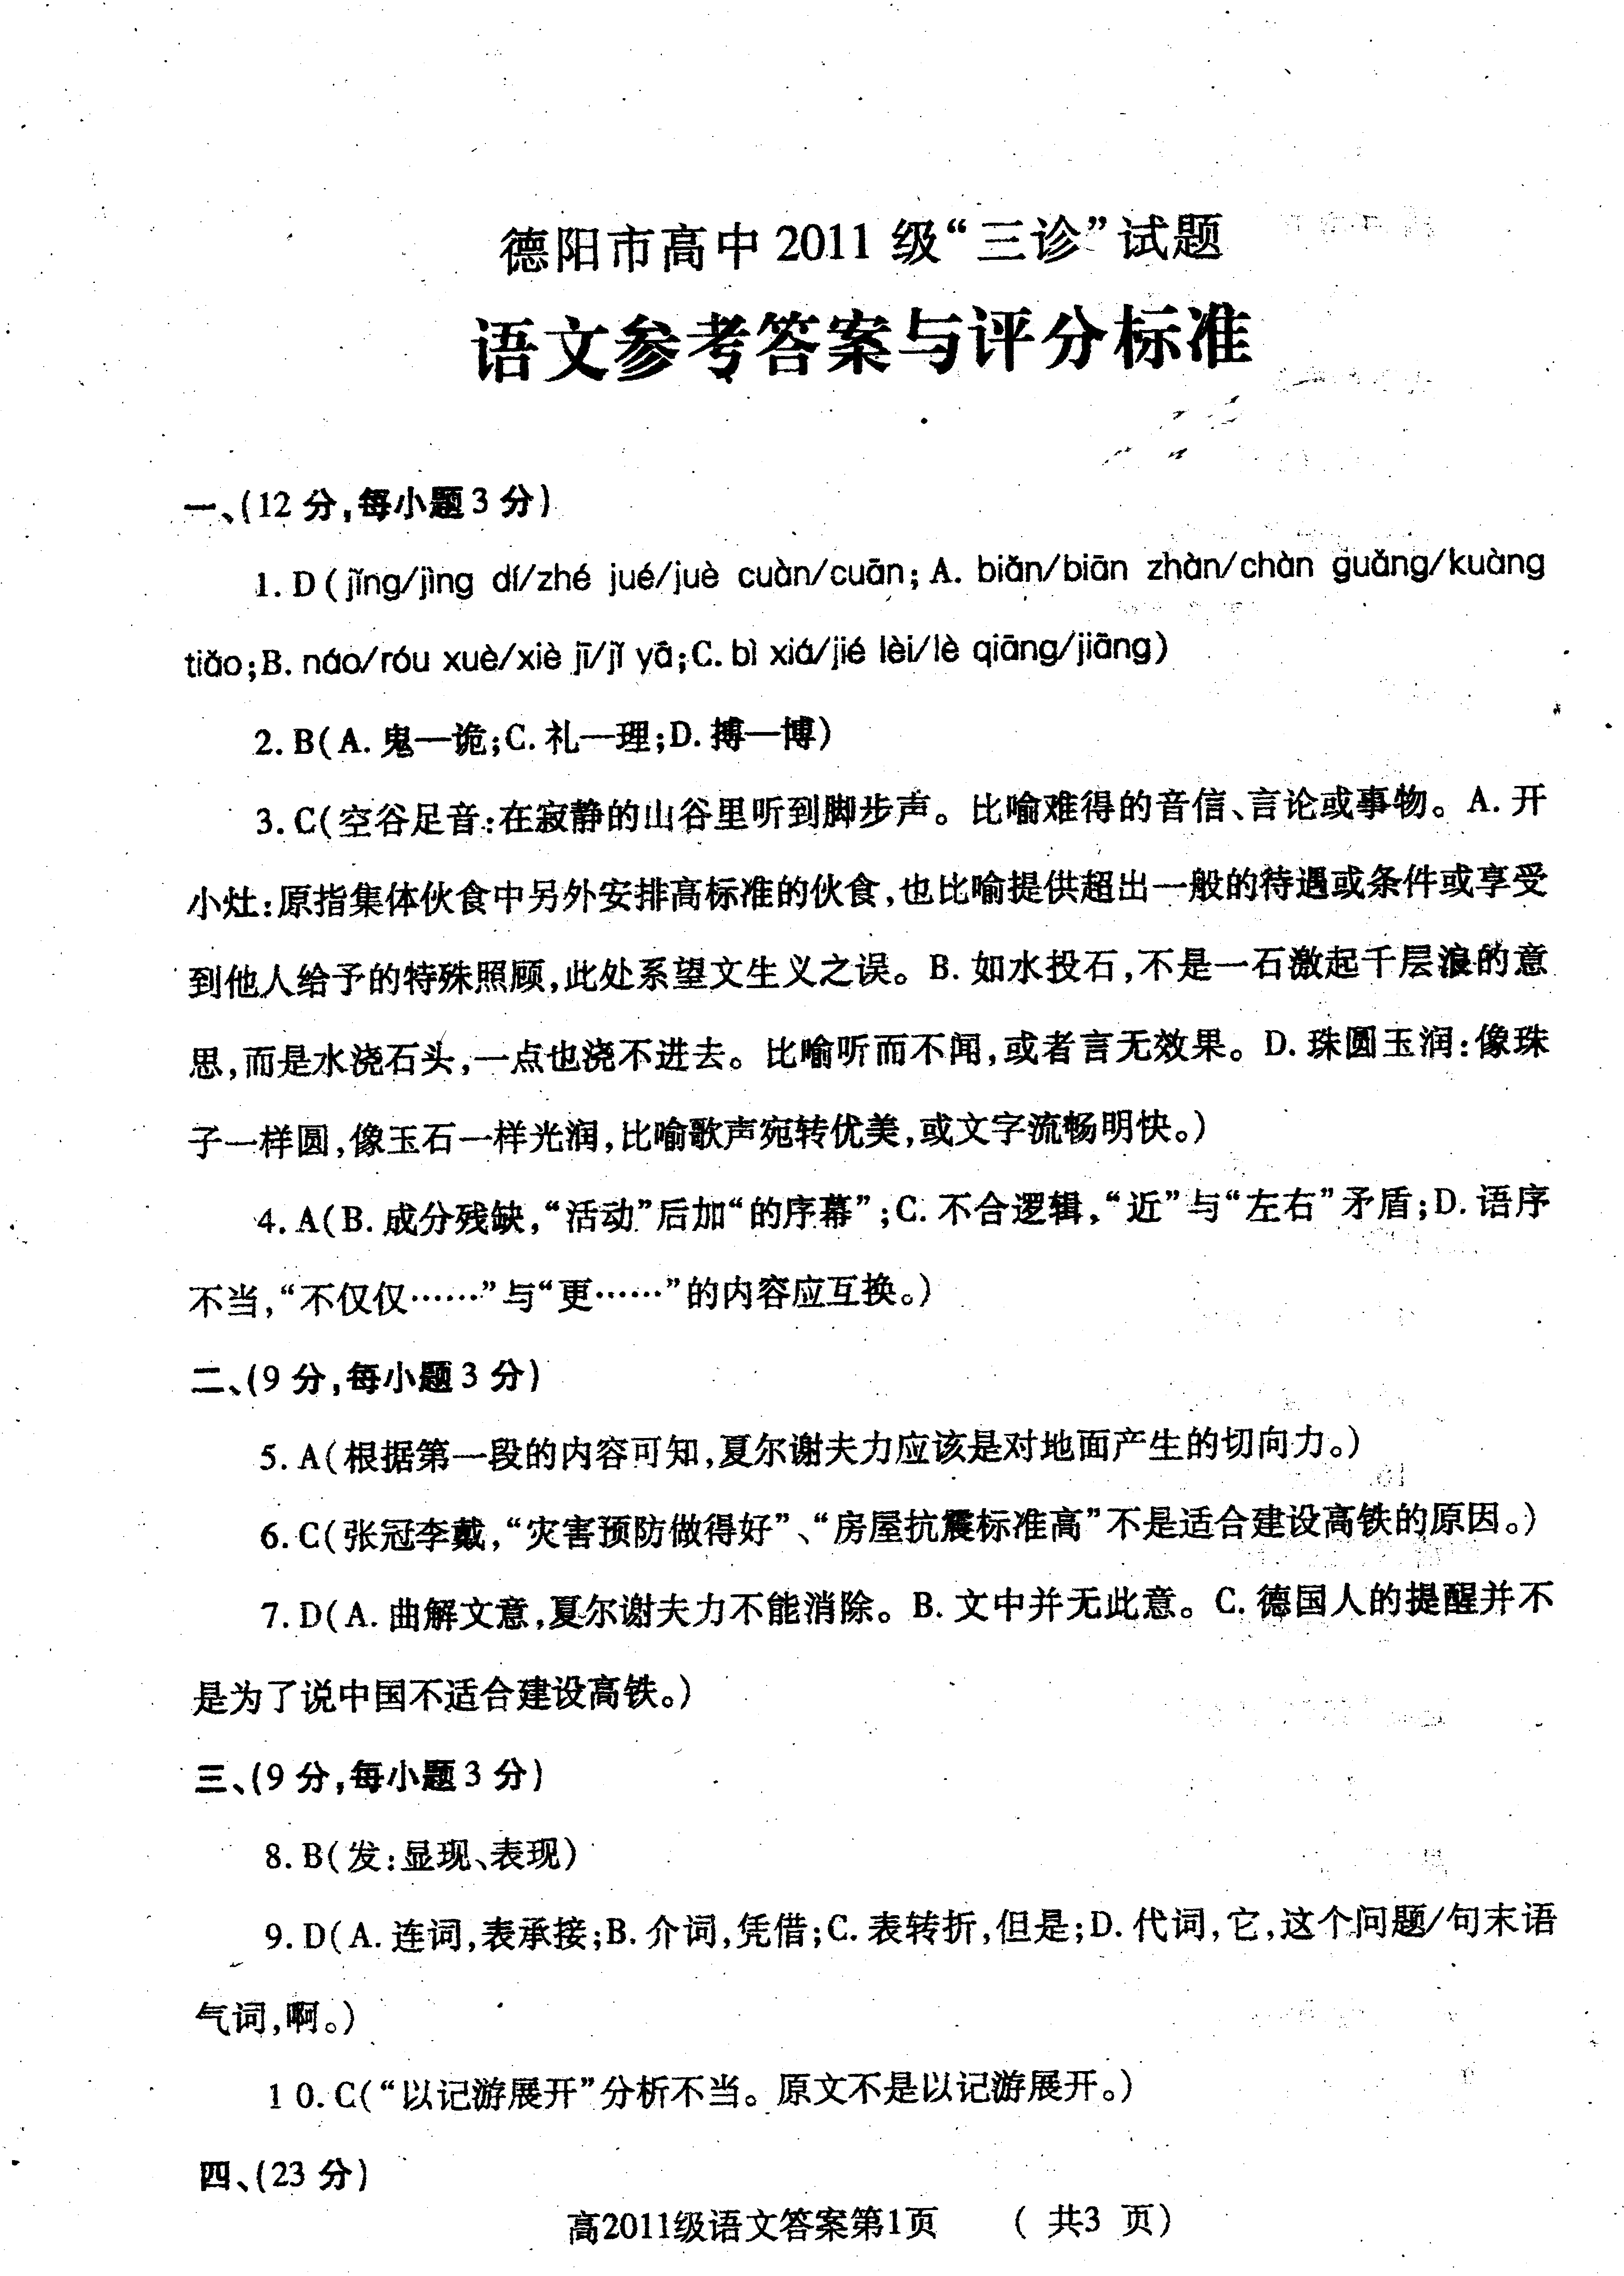 德阳市高中2011级“三诊”试题
语文参考答案与评分标准
一、(12分,每小题3分)
1. D(jǐng/jìng dí/zhé jué/juè cuàn/cuān; A. biǎn/biān zhàn/chàn guǎng/kuàng
tiǎo;B. náo/róu xuè/xiè jī/jǐ yā;C. bì xiá/jié lèi/lè qiāng/jiāng)
2. B(A. 鬼—诡;C. 礼—理;D. 搏—博)
3. C(空谷足音:在寂静的山谷里听到脚步声。比喻难得的音信、言论或事物。A. 开
小灶:原指集体伙食中另外安排高标准的伙食,也比喻提供超出一般的待遇或条件或享受
到他人给予的特殊照顾,此处系望文生义之误。B. 如水投石,不是一石激起千层浪的意
思,而是水浇石头,一点也浇不进去。比喻听而不闻,或者言无效果。D. 珠圆玉润:像珠
子一样圆,像玉石一样光润,比喻歌声宛转优美,或文字流畅明快。)
4. A(B. 成分残缺,“活动”后加“的序幕”;C. 不合逻辑,“近”与“左右”矛盾;D. 语序
不当,“不仅仅……”与“更……”的内容应互换。)
二、(9分,每小题3分)
5. A(根据第一段的内容可知,夏尔谢夫力应该是对地面产生的切向力。)
6. C(张冠李戴,“灾害预防做得好”、“房屋抗震标准高”不是适合建设高铁的原因。)
7. D(A. 曲解文意,夏尔谢夫力不能消除。B. 文中并无此意。C. 德国人的提醒并不
是为了说中国不适合建设高铁。)
三、(9分,每小题3分)
8. B(发:显现、表现)
9. D(A. 连词,表承接;B. 介词,凭借;C. 表转折,但是;D. 代词,它,这个问题/句末语
气词,啊。)
10. C(“以记游展开”分析不当。原文不是以记游展开。)
四、(23分)
高2011级语文答案第1页 ( 共3 页)